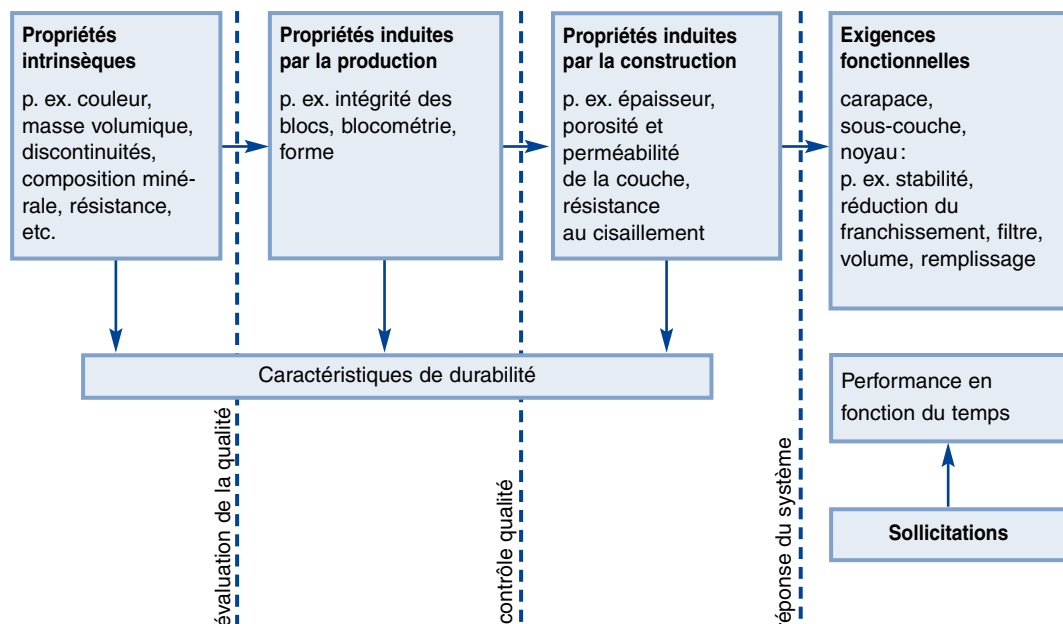 Propriétés
intrinsèques
p. ex. couleur,
masse volumique,
discontinuités,
composition miné-
rale, résistance,
etc.
Propriétés induites
par la production
p. ex. intégrité des
blocs, blocométrie,
forme
Propriétés induites
par la construction
p. ex. épaisseur,
porosité et
perméabilité
de la couche,
résistance
au cisaillement
Exigences
fonctionnelles
carapace,
sous-couche,
noyau :
p. ex. stabilité,
réduction du
franchissement, filtre,
volume, remplissage
Caractéristiques de durabilité
Performance en
fonction du temps
Sollicitations
évaluation de la qualité
contrôle qualité
réponse du système